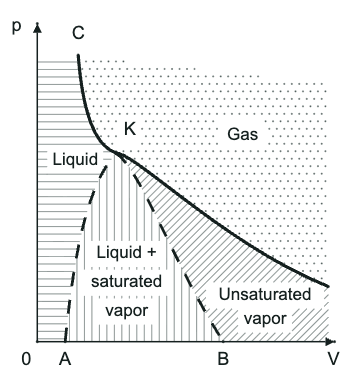 p
C
K
Gas
Liquid
Liquid +
saturated
vapor
Unsaturated
vapor
0 A B V